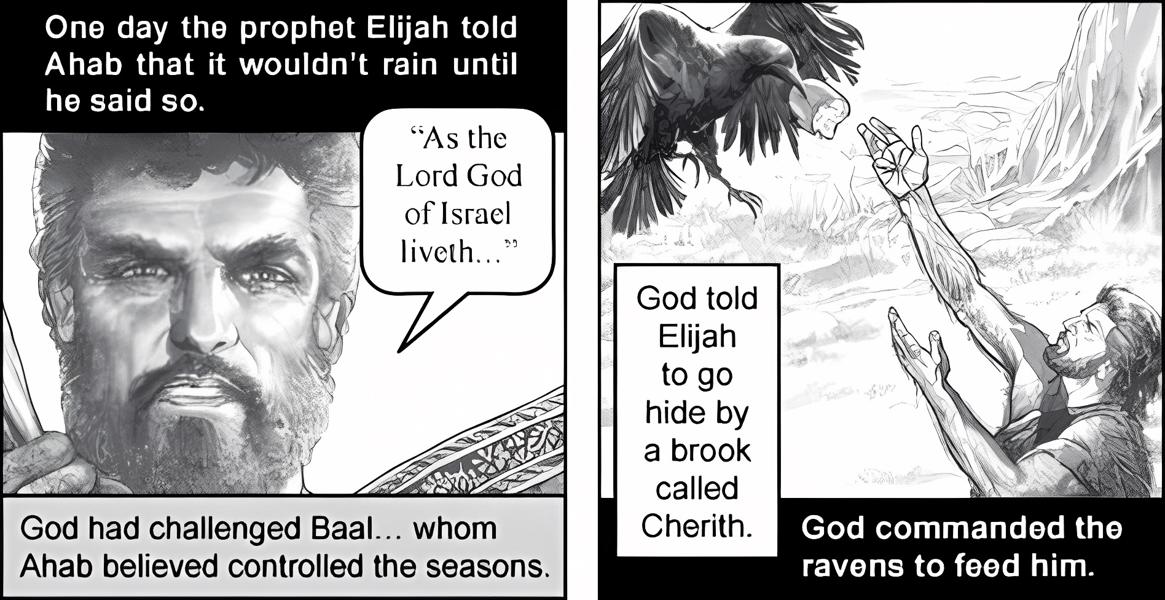 One day the prophet Elijah told
Ahab that it wouldn't rain until
he said so.
“As the
Lord God
of Israel
liveth...”
God had challenged Baal... whom
Ahab believed controlled the seasons.
God told
Elijah
to go
hide by
a brook
called
Cherith.
God commanded the
ravens to feed him.